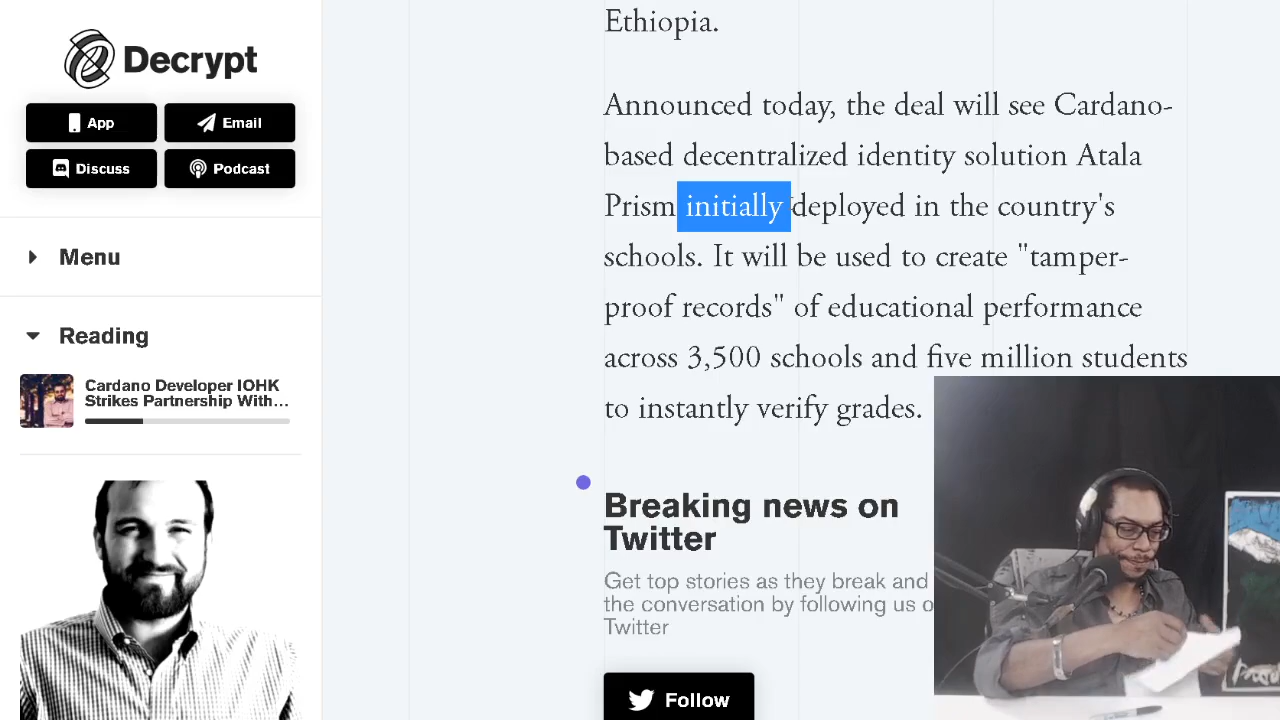 Decrypt
App
Email
Discuss
Podcast
Menu
Reading
Cardano Developer IOHK
Strikes Partnership With...
Ethiopia.
Announced today, the deal will see Cardano-
based decentralized identity solution Atala
Prism initially deployed in the country's
schools. It will be used to create "tamper-
proof records" of educational performance
across 3,500 schools and five million students
to instantly verify grades.
Breaking news on
Twitter
Get top stories as they break and
the conversation by following us o
Twitter
Follow